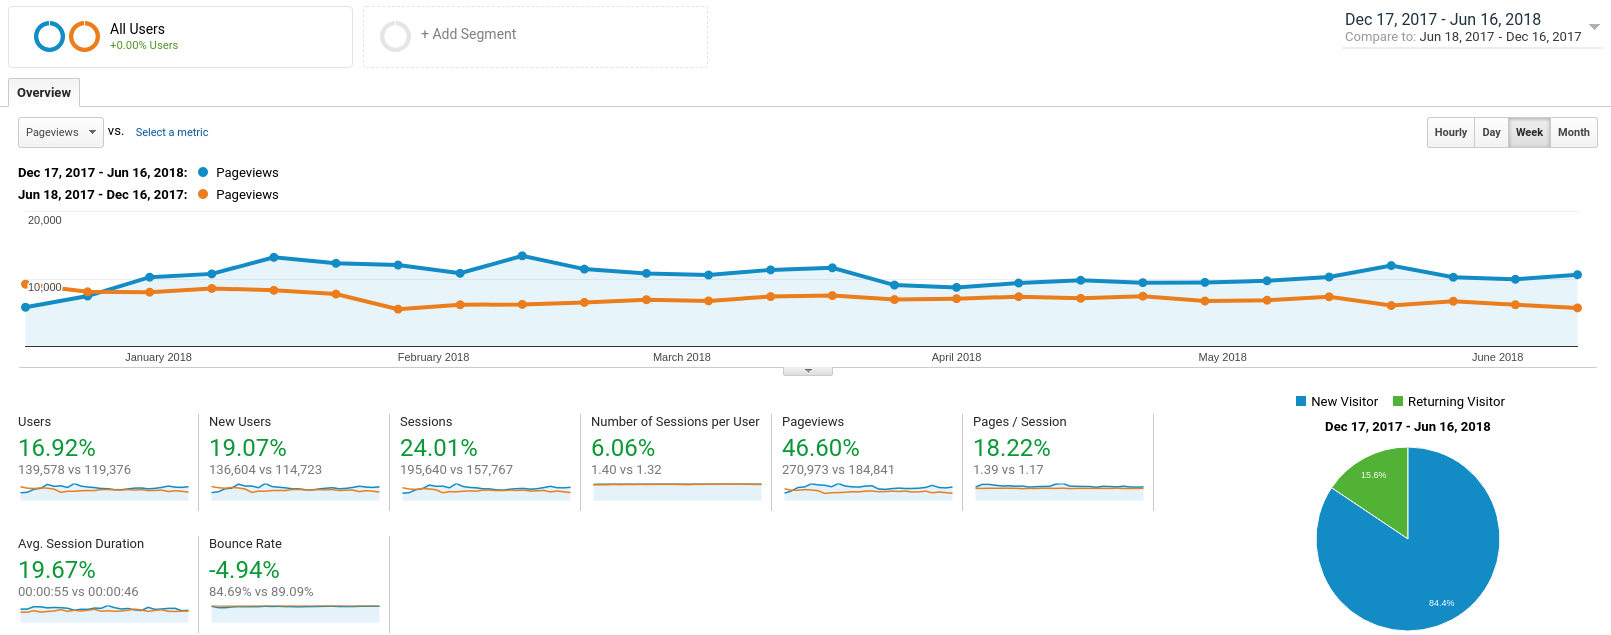 All Users
+0.00% Users
+ Add Segment
Dec 17, 2017 - Jun 16, 2018
Compare to: Jun 18, 2017 - Dec 16, 2017
Overview
Pageviews vs. Select a metric
Hourly Day Week Month
Dec 17, 2017 - Jun 16, 2018: Pageviews
Jun 18, 2017 - Dec 16, 2017: Pageviews
20,000
10,000
January 2018 February 2018 March 2018 April 2018 May 2018 June 2018
Users
16.92%
139,578 vs 119,376
New Users
19.07%
136,604 vs 114,723
Sessions
24.01%
195,640 vs 157,767
Number of Sessions per User
6.06%
1.40 vs 1.32
Pageviews
46.60%
270,973 vs 184,841
Pages / Session
18.22%
1.39 vs 1.17
Avg. Session Duration
19.67%
00:00:55 vs 00:00:46
Bounce Rate
-4.94%
84.69% vs 89.09%
New Visitor Returning Visitor
Dec 17, 2017 - Jun 16, 2018
15.6%
84.4%